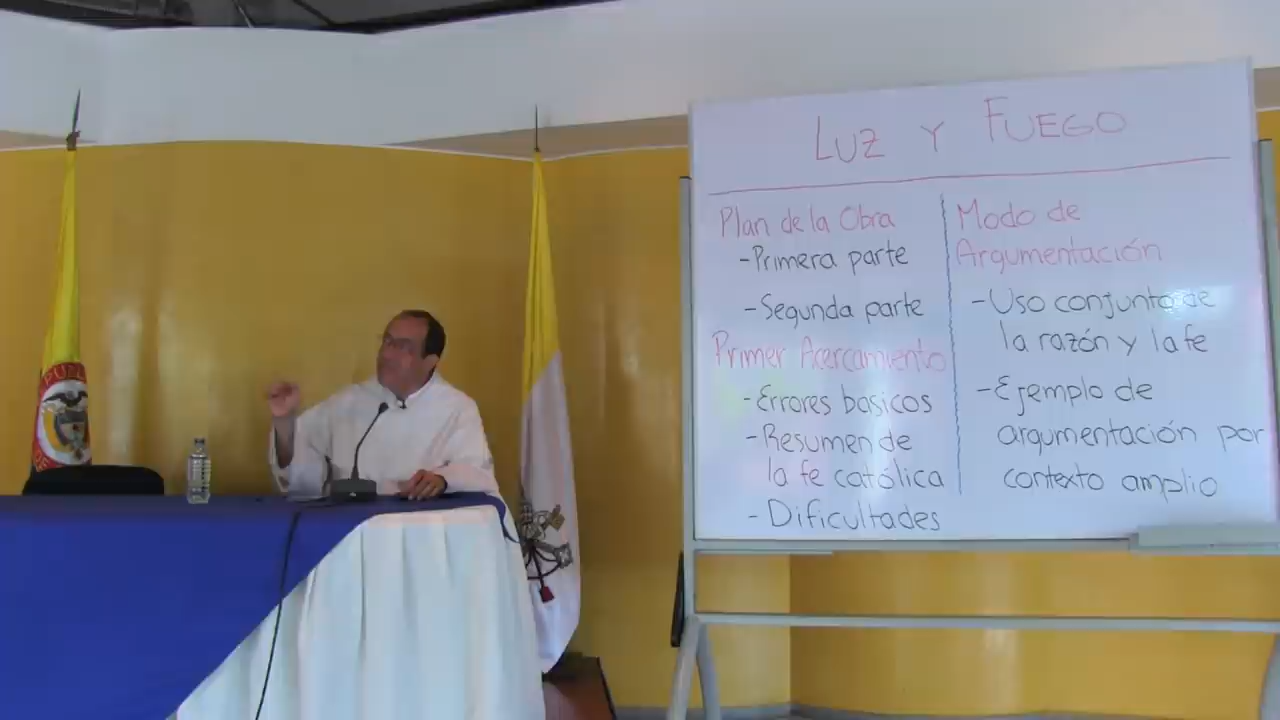 LUZ Y FUEGO
Plan de la Obra
-Primera parte
-Segunda parte
Primer Acercamiento
-Errores basicos
-Resumen de
la fe católica
-Dificultades
Modo de
Argumentación
-Uso conjunto de
la razón y la fe
-Ejemplo de
argumentación por
contexto amplio